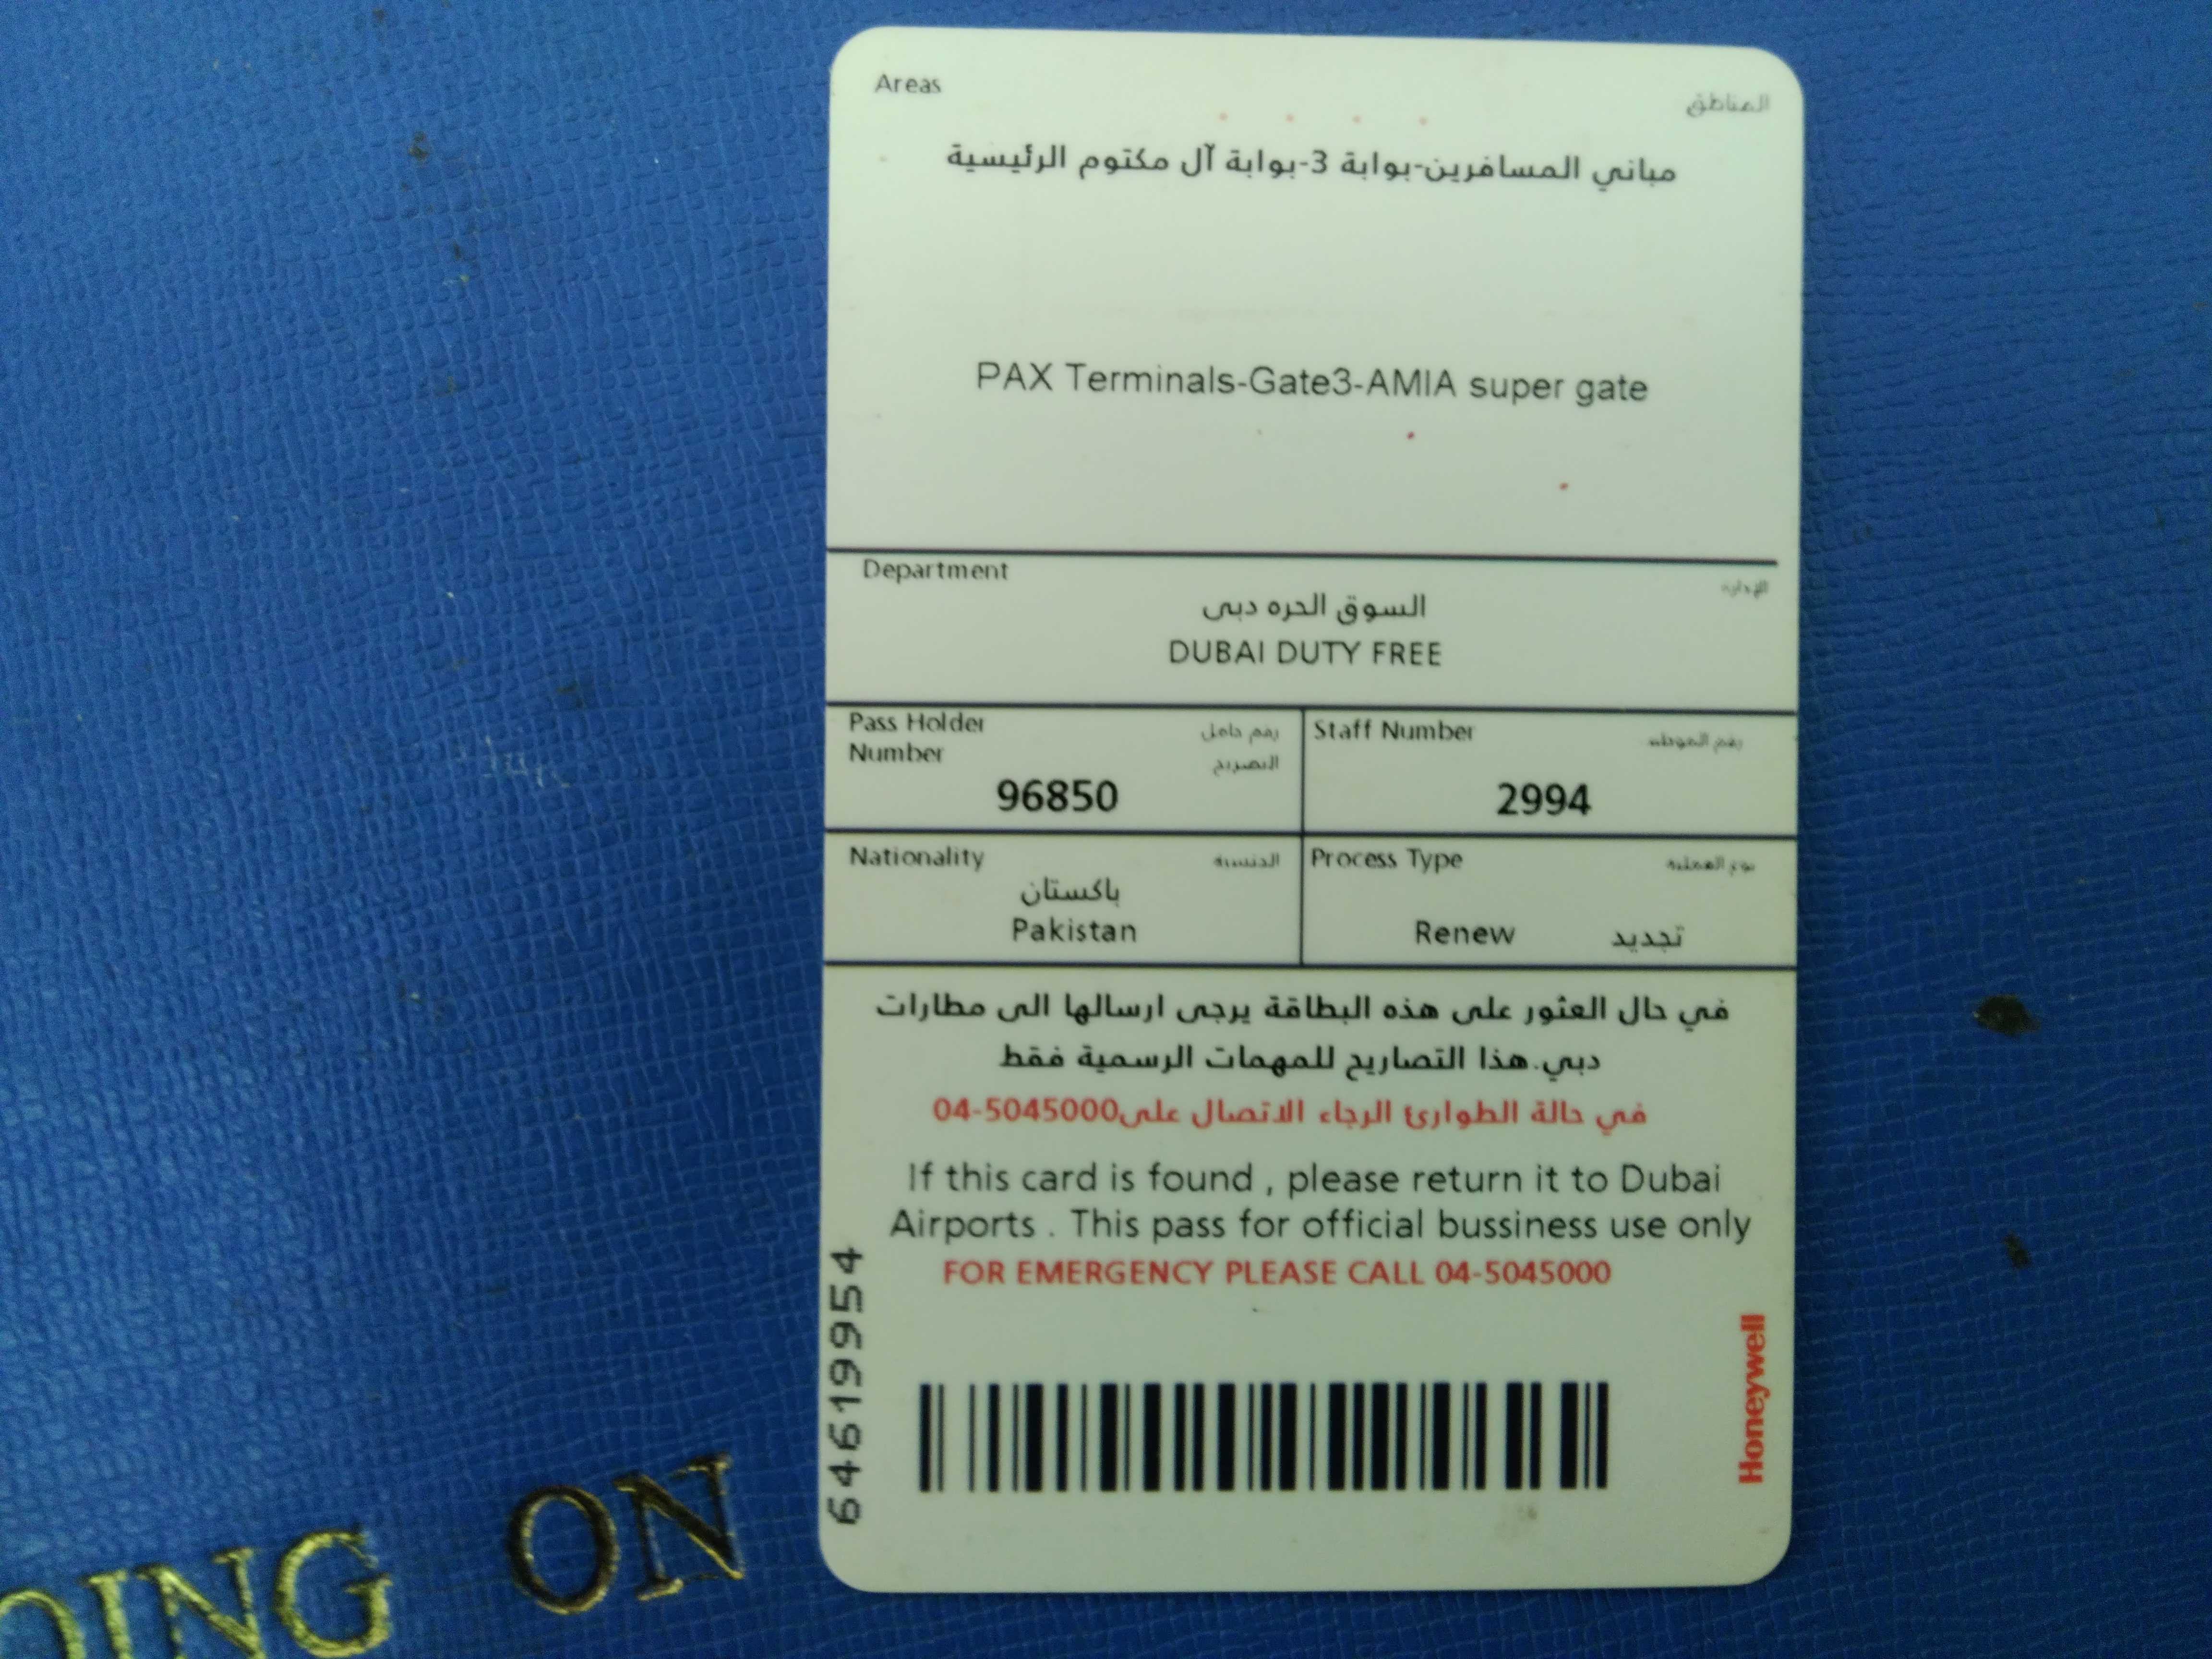 Areas
المناطق
مباني المسافرين-بوابة 3-بوابة آل مكتوم الرئيسية
PAX Terminals-Gate3-AMIA super gate
Department
الإدارة
السوق الحره دبى
DUBAI DUTY FREE
Pass Holder
Number
رقم حامل
التصريح
96850
Staff Number
رقم الموظف
2994
Nationality
الجنسية
باكستان
Pakistan
Process Type
نوع العملية
Renew تجديد
في حال العثور على هذه البطاقة يرجى ارسالها الى مطارات
دبي.هذا التصاريح للمهمات الرسمية فقط
في حالة الطوارئ الرجاء الاتصال على04-5045000
If this card is found , please return it to Dubai
Airports . This pass for official bussiness use only
FOR EMERGENCY PLEASE CALL 04-5045000
64619954
Honeywell
DING ON